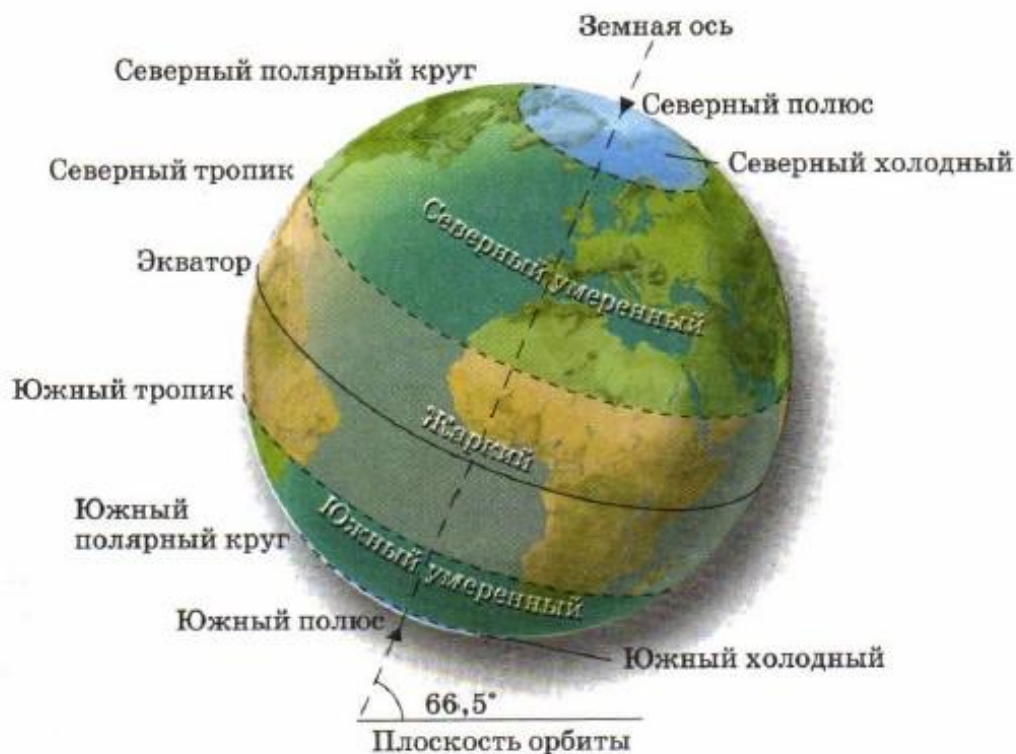 Земная ось
Северный полярный круг
Северный полюс
Северный тропик
Северный холодный
Северный умеренный
Экватор
Южный тропик
Жаркий
Южный
полярный круг
Южный умеренный
Южный полюс
Южный холодный
66,5°
Плоскость орбиты